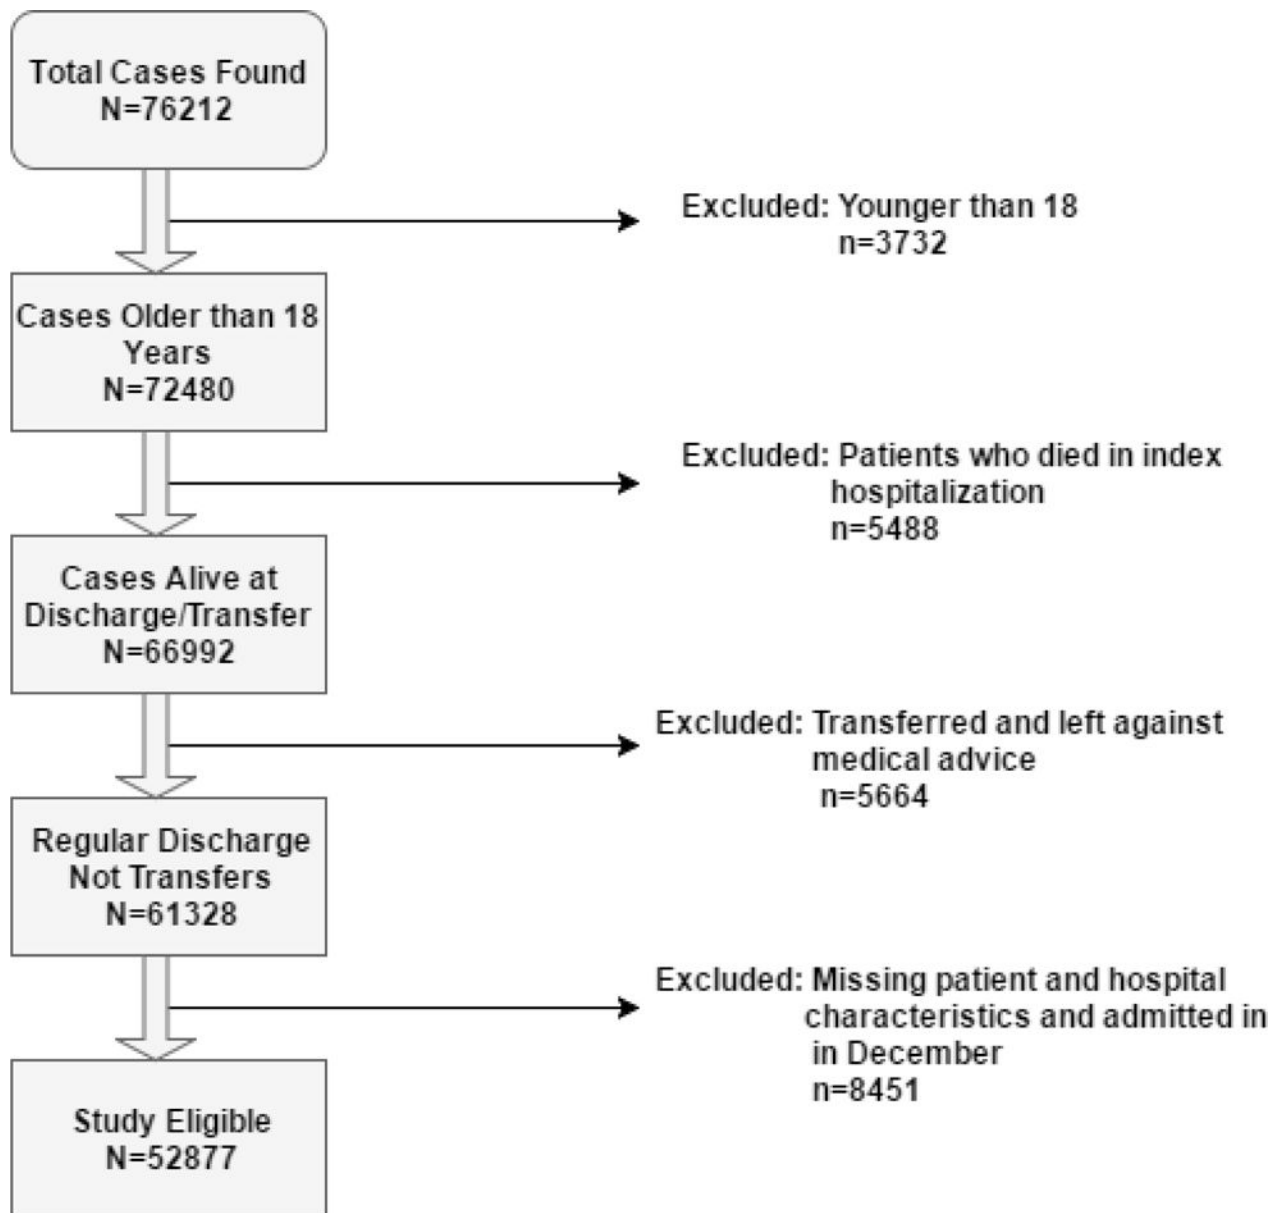 Total Cases Found
N=76212
Excluded: Younger than 18
n=3732
Cases Older than 18
Years
N=72480
Excluded: Patients who died in index
hospitalization
n=5488
Cases Alive at
Discharge/Transfer
N=66992
Excluded: Transferred and left against
medical advice
n=5664
Regular Discharge
Not Transfers
N=61328
Excluded: Missing patient and hospital
characteristics and admitted in
in December
n=8451
Study Eligible
N=52877